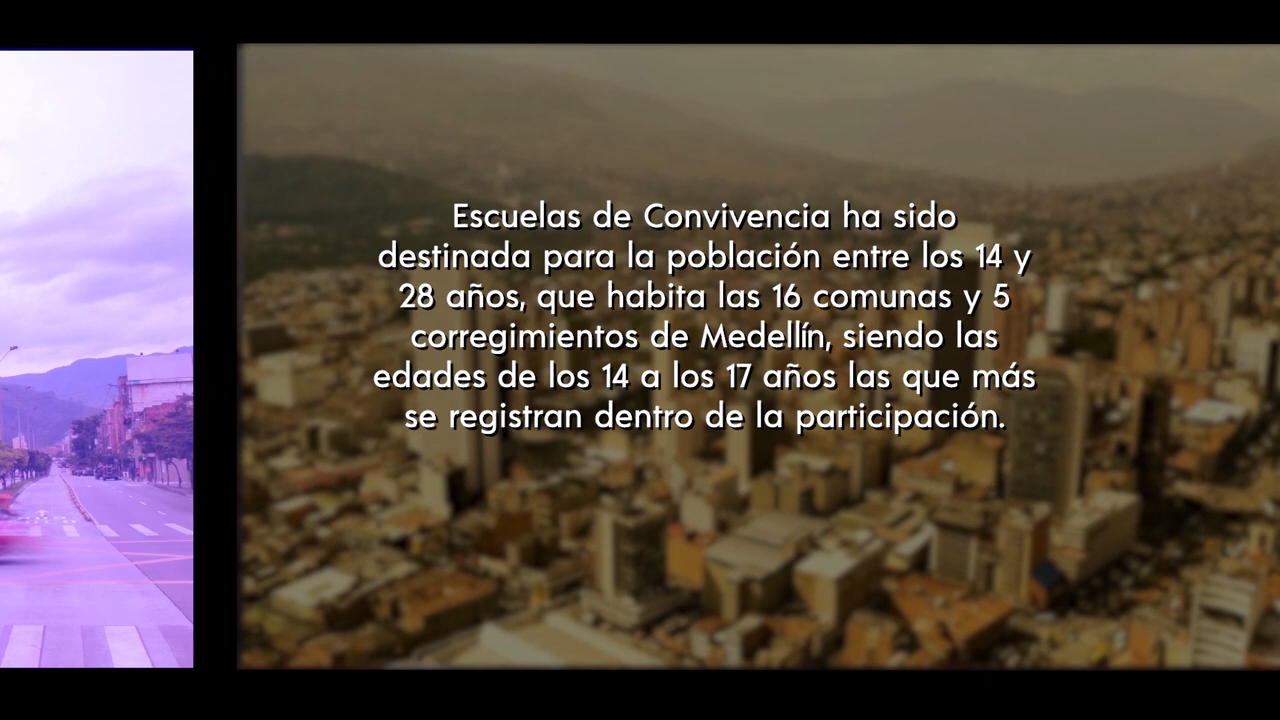 Escuelas de Convivencia ha sido
destinada para la población entre los 14 y
28 años, que habita las 16 comunas y 5
corregimientos de Medellín, siendo las
edades de los 14 a los 17 años las que más
se registran dentro de la participación.